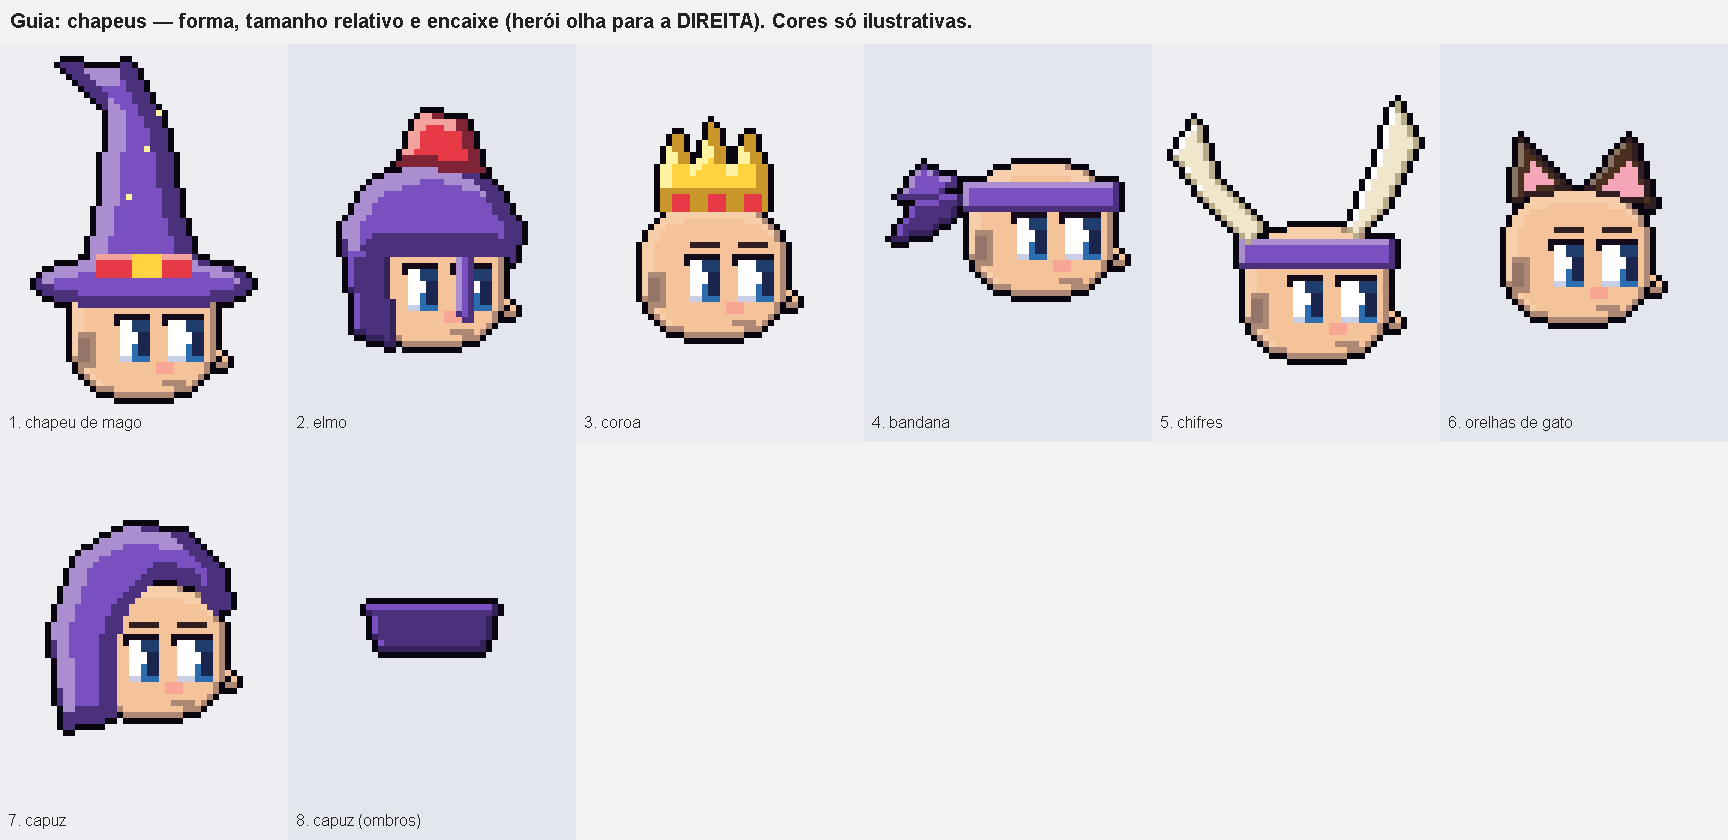 Guia: chapeus — forma, tamanho relativo e encaixe (herói olha para a DIREITA). Cores só ilustrativas.
1. chapeu de mago
2. elmo
3. coroa
4. bandana
5. chifres
6. orelhas de gato
7. capuz
8. capuz (ombros)